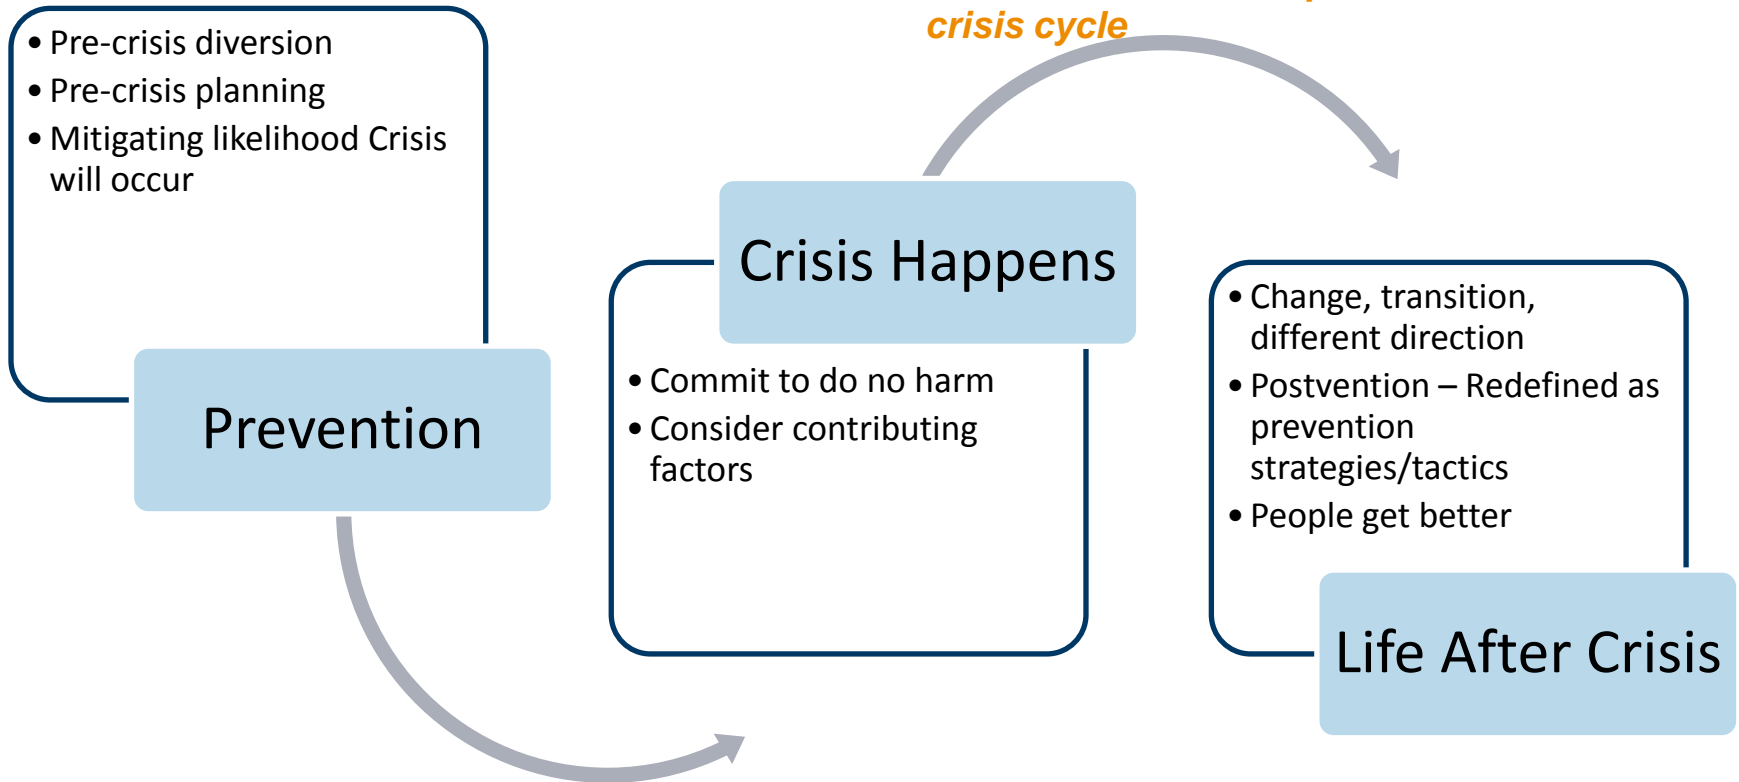 crisis cycle
• Pre-crisis diversion
• Pre-crisis planning
• Mitigating likelihood Crisis
will occur
Prevention
Crisis Happens
• Commit to do no harm
• Consider contributing
factors
• Change, transition,
different direction
• Postvention – Redefined as
prevention
strategies/tactics
• People get better
Life After Crisis